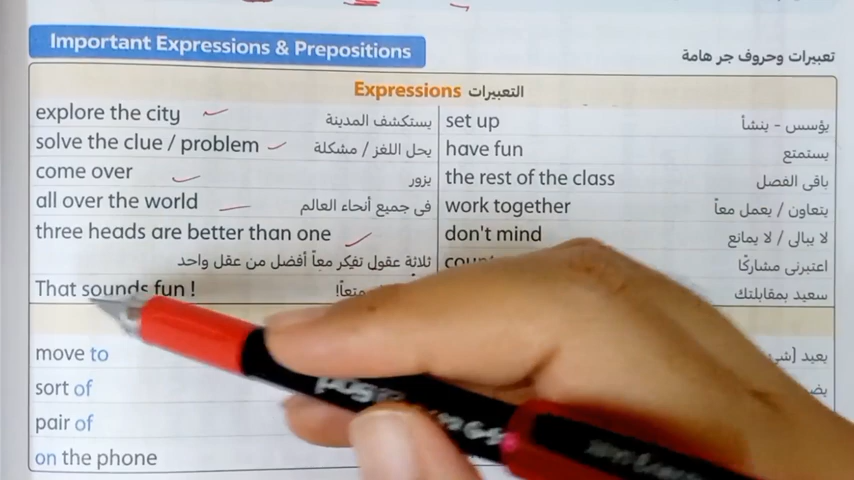 Important Expressions & Prepositions تعبيرات وحروف جر هامة
Expressions التعبيرات
explore the city يستكشف المدينة
solve the clue / problem يحل اللغز / مشكلة
come over يزور
all over the world فى جميع أنحاء العالم
three heads are better than one
ثلاثة عقول تفكر معاً أفضل من عقل واحد
That sounds fun !
set up يؤسس - ينشأ
have fun يستمتع
the rest of the class باقى الفصل
work together يتعاون / يعمل معاً
don't mind لا يبالى / لا يمانع
اعتبرنى مشاركًا
سعيد بمقابلتك
move to
sort of
pair of
on the phone